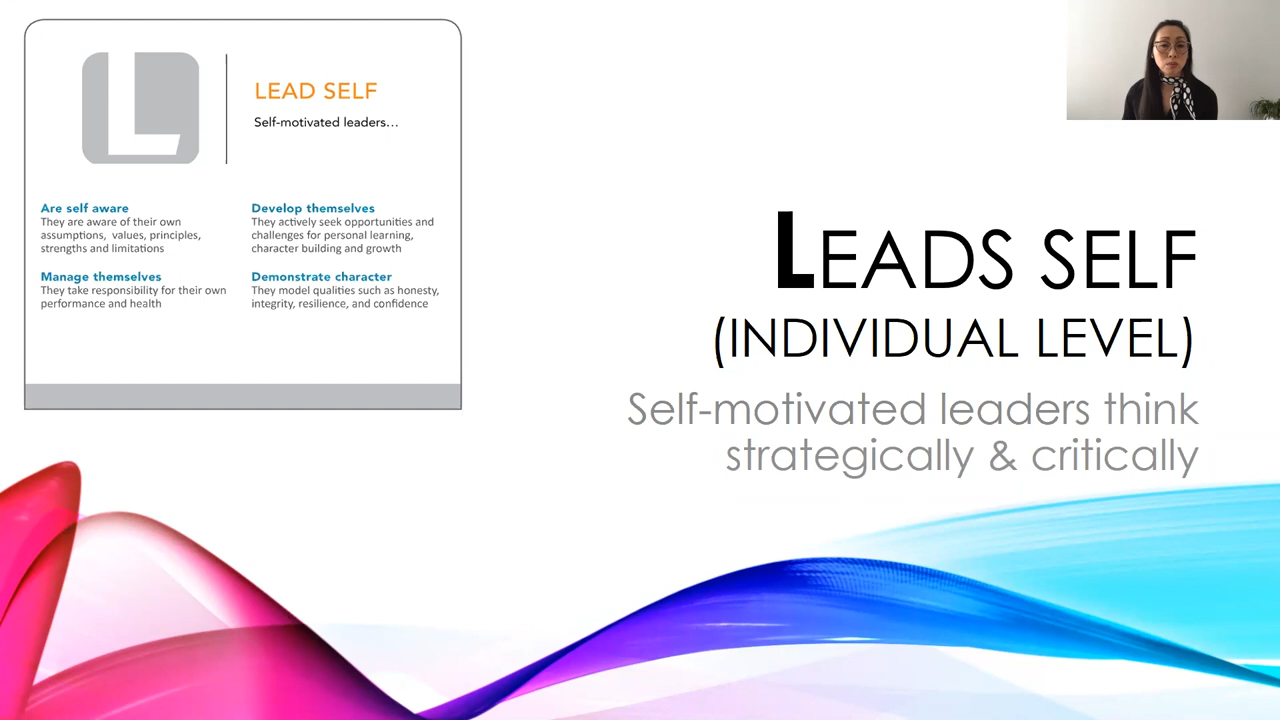 L
LEAD SELF
Self-motivated leaders...
Are self aware
They are aware of their own
assumptions, values, principles,
strengths and limitations
Manage themselves
They take responsibility for their own
performance and health
Develop themselves
They actively seek opportunities and
challenges for personal learning,
character building and growth
Demonstrate character
They model qualities such as honesty,
integrity, resilience, and confidence
LEADS SELF
(INDIVIDUAL LEVEL)
Self-motivated leaders think
strategically & critically